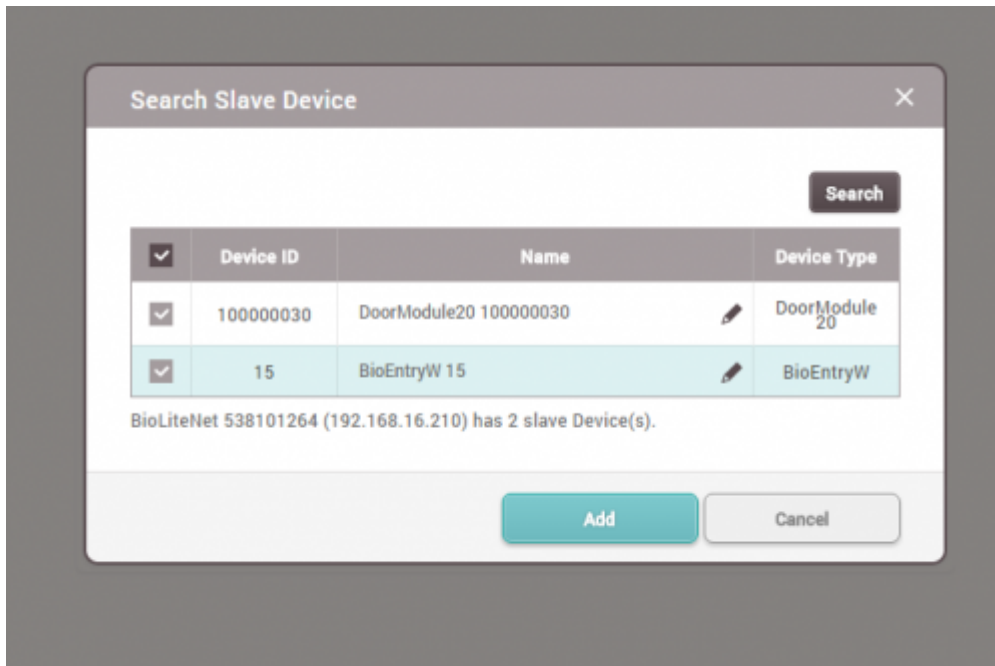 Search Slave Device
Search
Device ID Name Device Type
100000030 DoorModule20 100000030 DoorModule
20
15 BioEntryW 15 BioEntryW
BioLiteNet 538101264 (192.168.16.210) has 2 slave Device(s).
Add Cancel